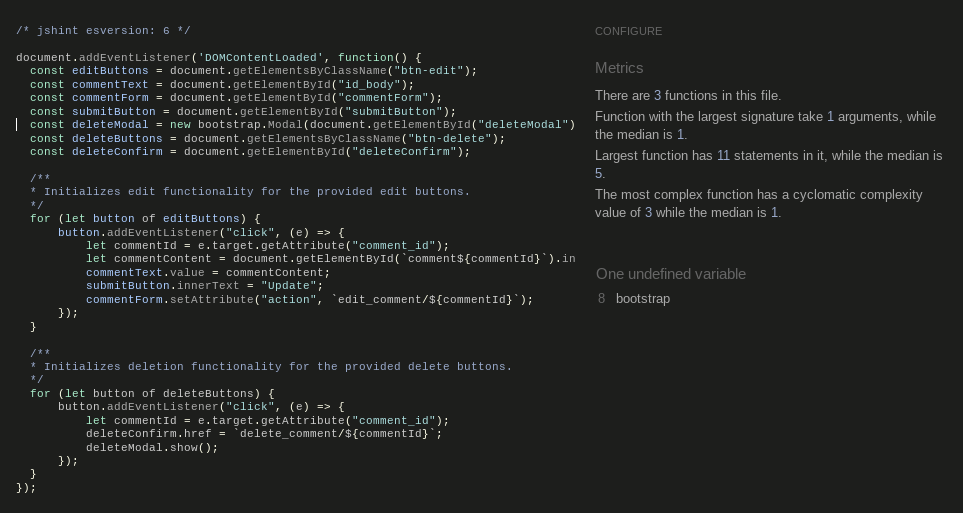 /* jshint esversion: 6 */
document.addEventListener('DOMContentLoaded', function() {
const editButtons = document.getElementsByClassName("btn-edit");
const commentText = document.getElementById("id_body");
const commentForm = document.getElementById("commentForm");
const submitButton = document.getElementById("submitButton");
const deleteModal = new bootstrap.Modal(document.getElementById("deleteModal")
const deleteButtons = document.getElementsByClassName("btn-delete");
const deleteConfirm = document.getElementById("deleteConfirm");
/**
* Initializes edit functionality for the provided edit buttons.
*/
for (let button of editButtons) {
button.addEventListener("click", (e) => {
let commentId = e.target.getAttribute("comment_id");
let commentContent = document.getElementById(`comment${commentId}`).in
commentText.value = commentContent;
submitButton.innerText = "Update";
commentForm.setAttribute("action", `edit_comment/${commentId}`);
});
}
/**
* Initializes deletion functionality for the provided delete buttons.
*/
for (let button of deleteButtons) {
button.addEventListener("click", (e) => {
let commentId = e.target.getAttribute("comment_id");
deleteConfirm.href = `delete_comment/${commentId}`;
deleteModal.show();
});
}
});
CONFIGURE
Metrics
There are 3 functions in this file.
Function with the largest signature take 1 arguments, while
the median is 1.
Largest function has 11 statements in it, while the median is
5.
The most complex function has a cyclomatic complexity
value of 3 while the median is 1.
One undefined variable
8 bootstrap